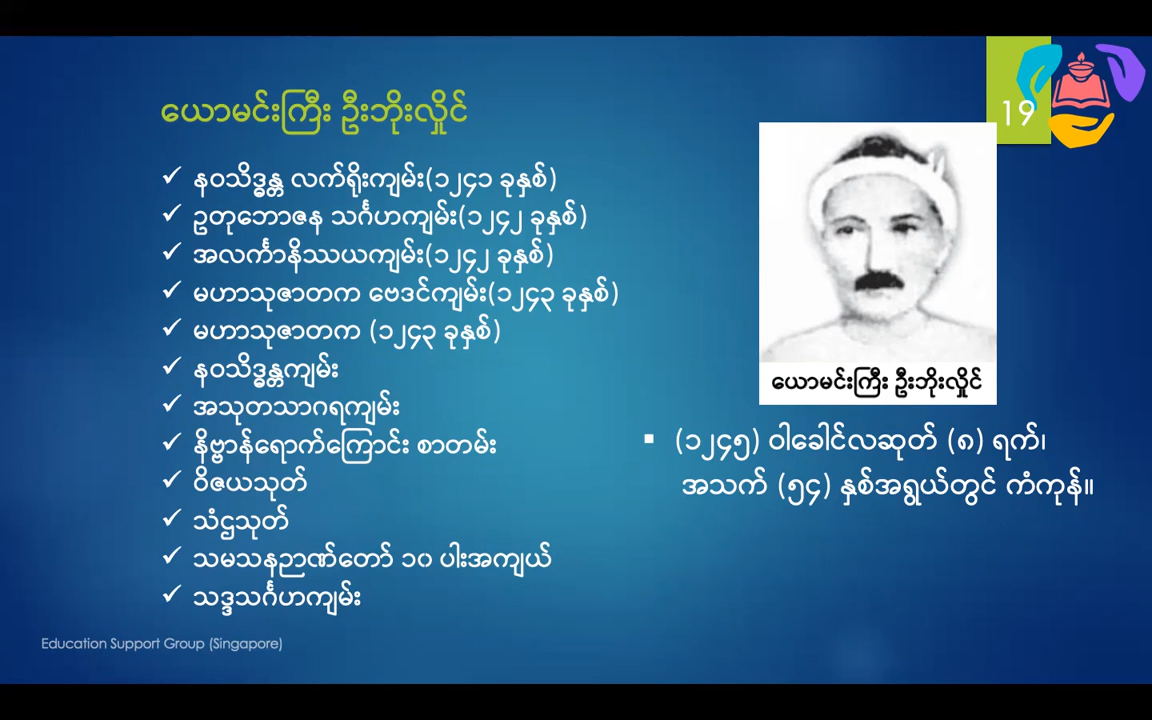 19
ယောမင်းကြီး ဦးဘိုးလှိုင်
နဝသိဒ္ဓန္တ လက်ရိုးကျမ်း(၁၂၄၁ ခုနှစ်)
ဥတုဘောဇန သင်္ဂဟကျမ်း(၁၂၄၂ ခုနှစ်)
အလင်္ကာနိဿယကျမ်း(၁၂၄၂ ခုနှစ်)
မဟာသုဇာတက ဗေဒင်ကျမ်း(၁၂၄၃ ခုနှစ်)
မဟာသုဇာတက (၁၂၄၃ ခုနှစ်)
နဝသိဒ္ဓန္တကျမ်း
အသုတသာဂရကျမ်း
နိဗ္ဗာန်ရောက်ကြောင်း စာတမ်း
ဝိဇယသုတ်
သံဌသုတ်
သမသနဉာဏ်တော် ၁၀ ပါးအကျယ်
သဒ္ဒသင်္ဂဟကျမ်း
ယောမင်းကြီး ဦးဘိုးလှိုင်
(၁၂၄၅) ဝါခေါင်လဆုတ် (၈) ရက်၊
အသက် (၅၄) နှစ်အရွယ်တွင် ကံကုန်။
Education Support Group (Singapore)